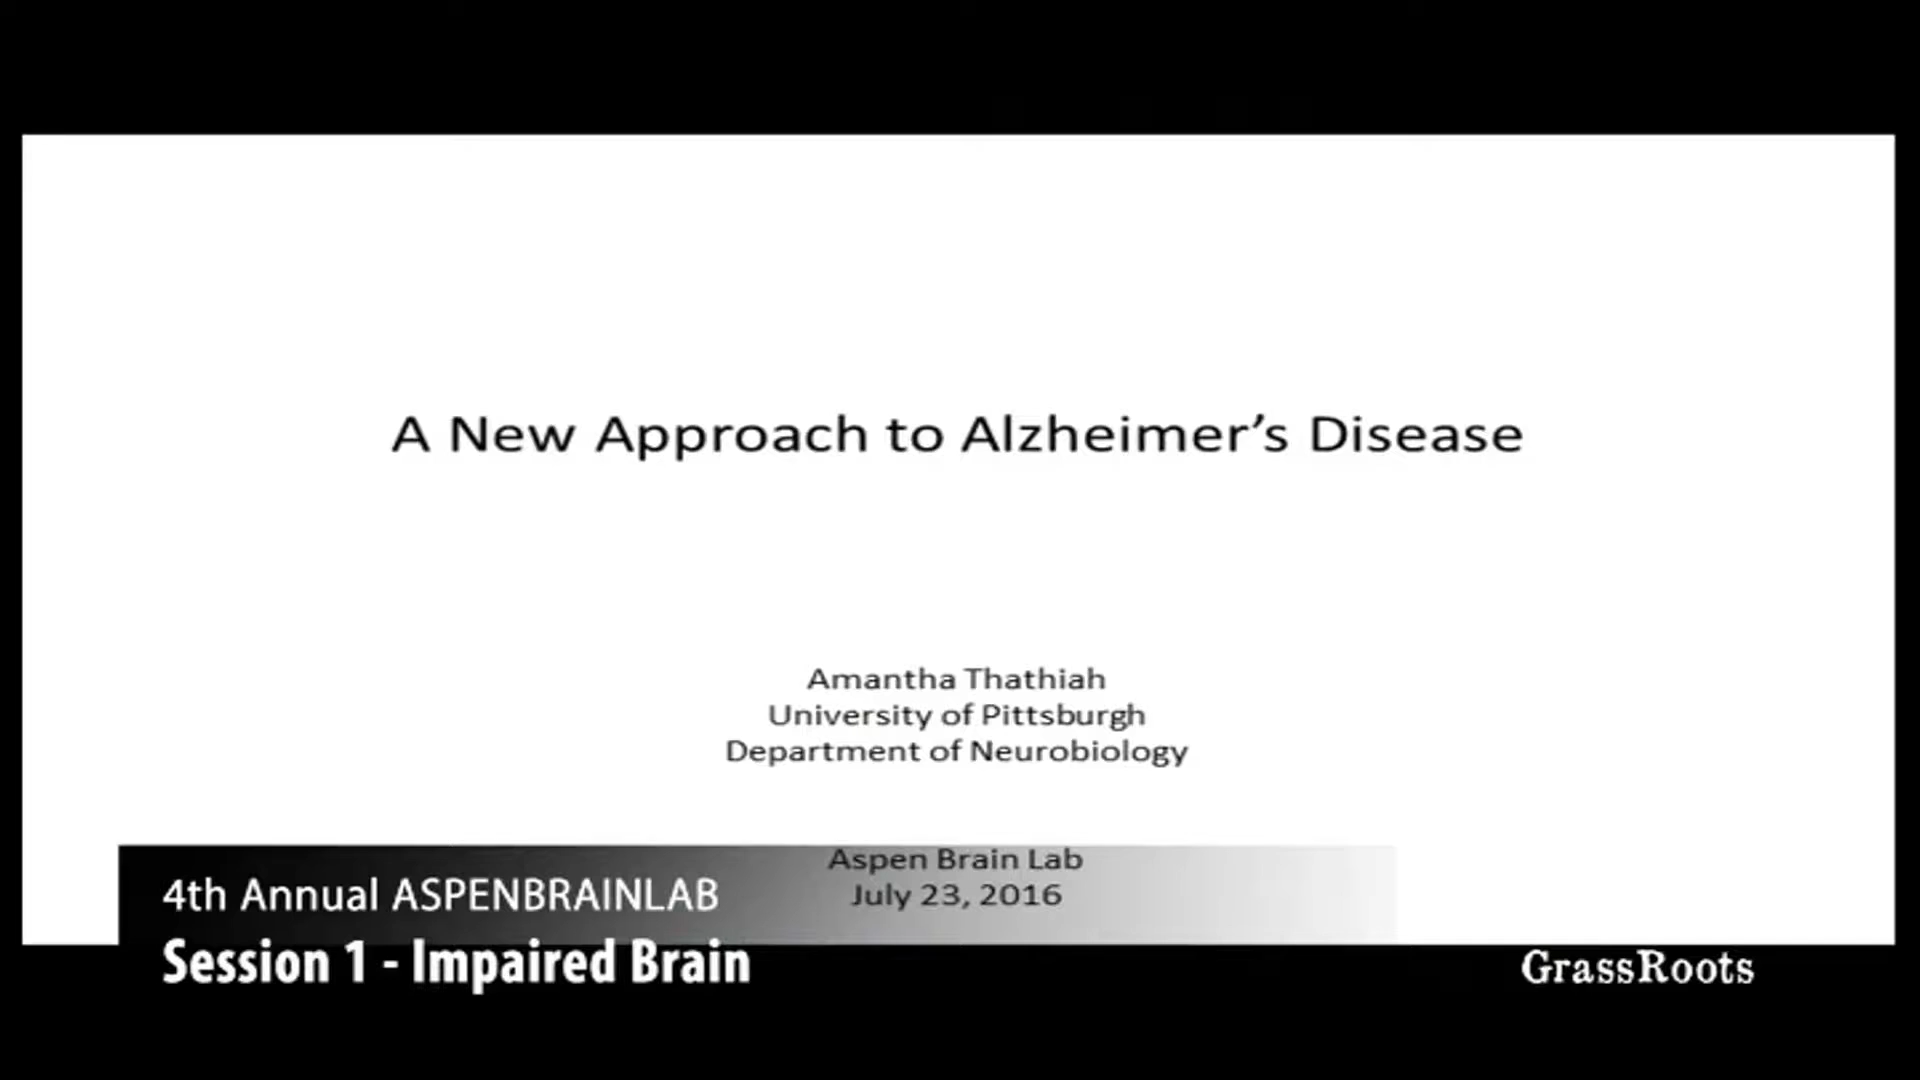 A New Approach to Alzheimer’s Disease
Amantha Thathiah
University of Pittsburgh
Department of Neurobiology
Aspen Brain Lab
July 23, 2016
4th Annual ASPENBRAINLAB
Session 1 - Impaired Brain
GrassRoots